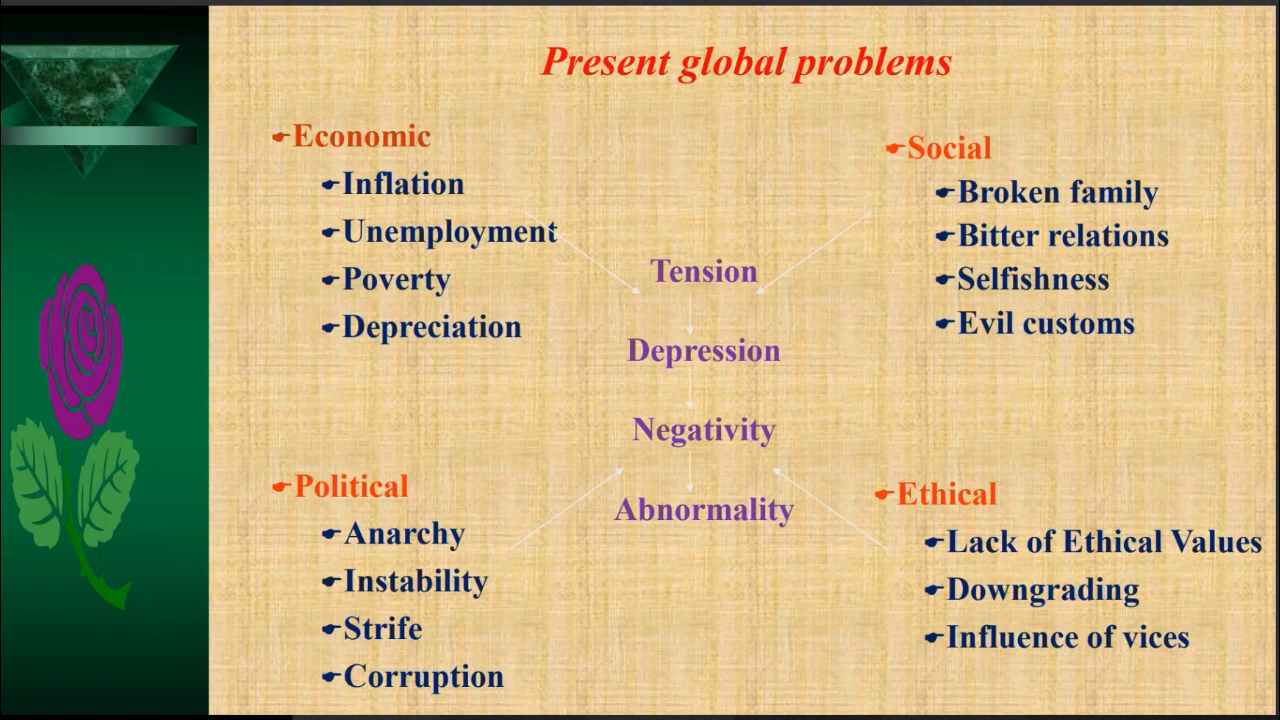 Present global problems
Economic
Inflation
Unemployment
Poverty
Depreciation
Social
Broken family
Bitter relations
Selfishness
Evil customs
Tension
Depression
Negativity
Abnormality
Political
Anarchy
Instability
Strife
Corruption
Ethical
Lack of Ethical Values
Downgrading
Influence of vices